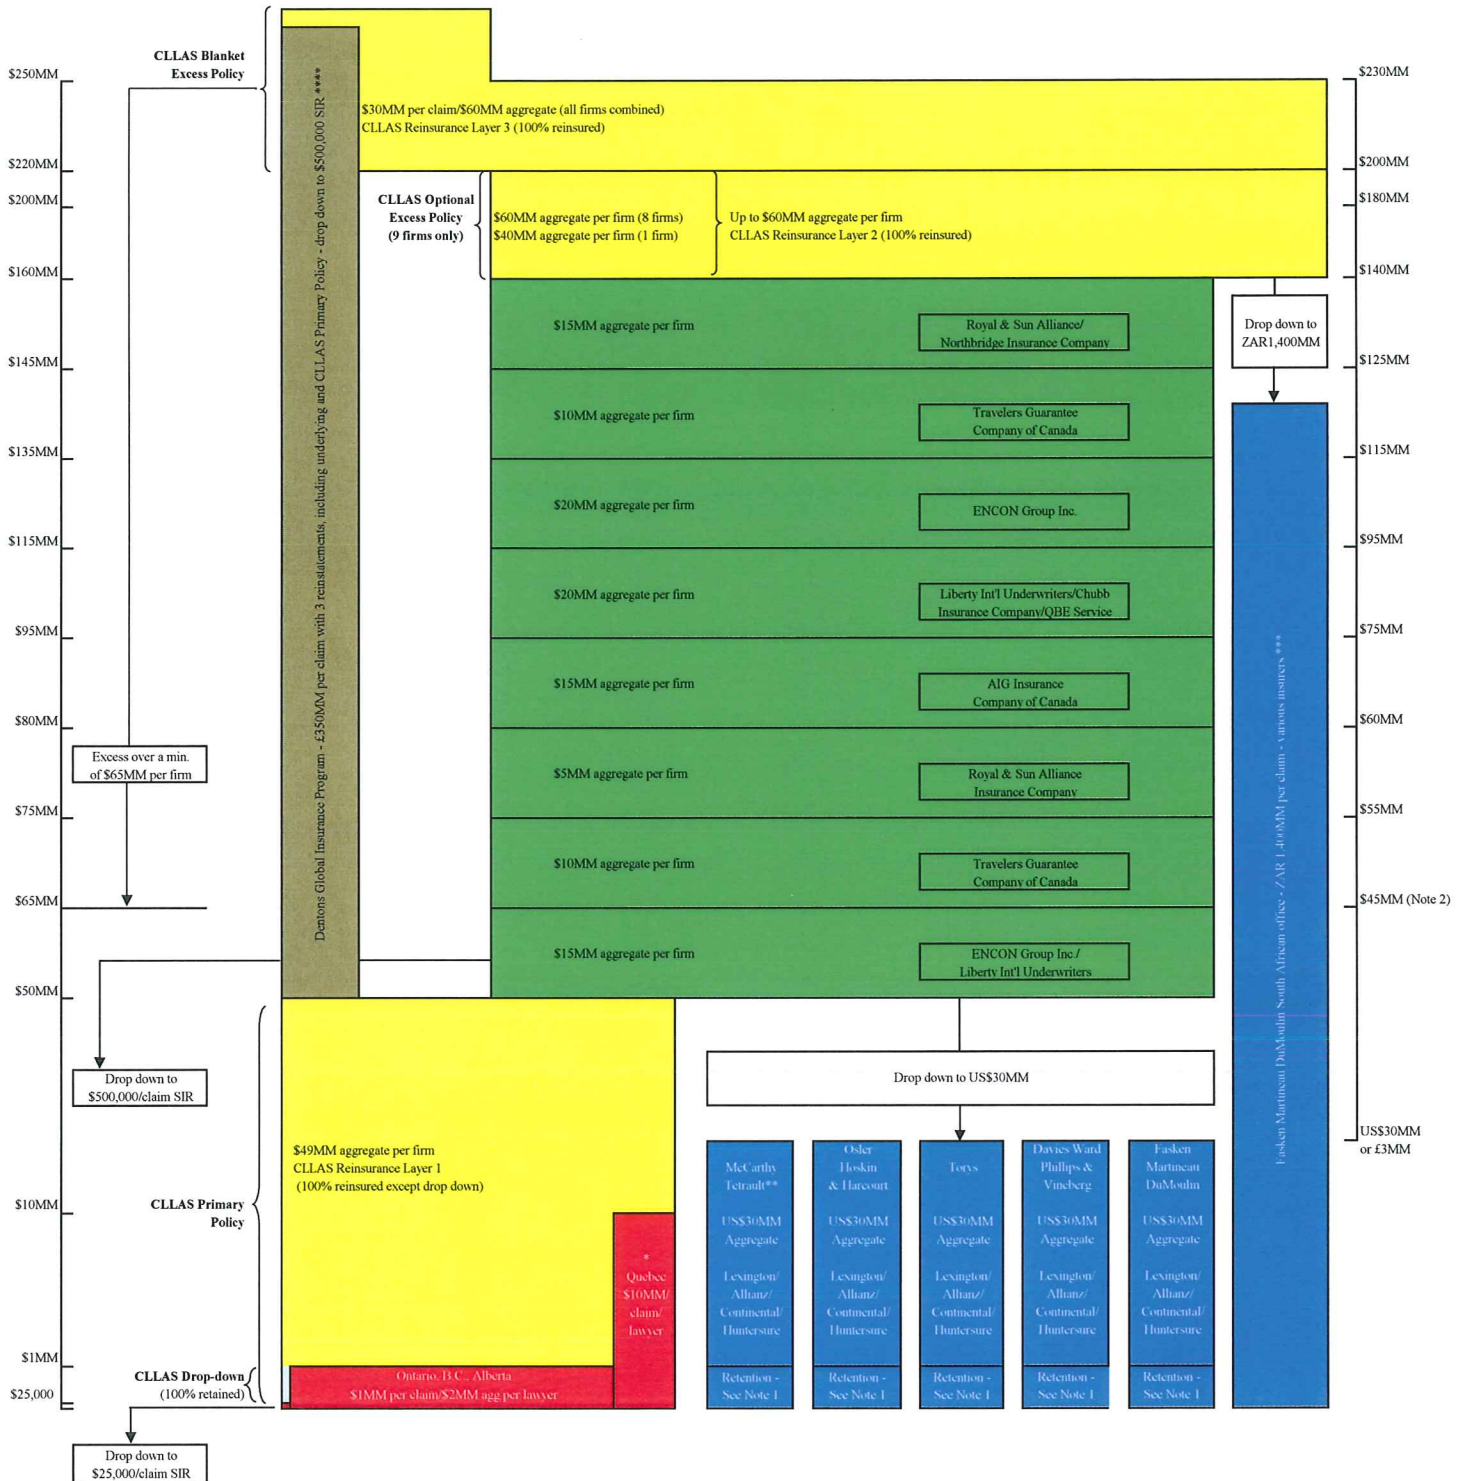 CLLAS Blanket
Excess Policy
$250MM
$220MM
$200MM
$160MM
$145MM
$135MM
$115MM
$95MM
$80MM
Excess over a min.
of $65MM per firm
$75MM
$65MM
$50MM
Drop down to
$500,000/claim SIR
$10MM
CLLAS Primary
Policy
$1MM
CLLAS Drop-down
(100% retained)
$25,000
Drop down to
$25,000/claim SIR
Dentons Global Insurance Program - £350MM per claim with 3 reinstatements, including underlying and CLLAS Primary Policy - drop down to $500,000 SIR ****
$30MM per claim/$60MM aggregate (all firms combined)
CLLAS Reinsurance Layer 3 (100% reinsured)
CLLAS Optional
Excess Policy
(9 firms only)
$60MM aggregate per firm (8 firms)
$40MM aggregate per firm (1 firm)
Up to $60MM aggregate per firm
CLLAS Reinsurance Layer 2 (100% reinsured)
$15MM aggregate per firm
Royal & Sun Alliance/
Northbridge Insurance Company
$10MM aggregate per firm
Travelers Guarantee
Company of Canada
$20MM aggregate per firm
ENCON Group Inc.
$20MM aggregate per firm
Liberty Int'l Underwriters/Chubb
Insurance Company/QBE Service
$15MM aggregate per firm
AIG Insurance
Company of Canada
$5MM aggregate per firm
Royal & Sun Alliance
Insurance Company
$10MM aggregate per firm
Travelers Guarantee
Company of Canada
$15MM aggregate per firm
ENCON Group Inc./
Liberty Int'l Underwriters
$49MM aggregate per firm
CLLAS Reinsurance Layer 1
(100% reinsured except drop down)
*
Quebec
$10MM/
claim/
lawyer
Ontario, B.C., Alberta
$1MM per claim/$2MM agg per lawyer
Drop down to US$30MM
McCarthy
Tetrault**
US$30MM
Aggregate
Lexington/
Allianz/
Continental/
Huntersure
Retention -
See Note 1
Osler
Hoskin
& Harcourt
US$30MM
Aggregate
Lexington/
Allianz/
Continental/
Huntersure
Retention -
See Note 1
Torys
US$30MM
Aggregate
Lexington/
Allianz/
Continental/
Huntersure
Retention -
See Note 1
Davies Ward
Phillips &
Vineberg
US$30MM
Aggregate
Lexington/
Allianz/
Continental/
Huntersure
Retention -
See Note 1
Fasken
Martineau
DuMoulin
US$30MM
Aggregate
Lexington/
Allianz/
Continental/
Huntersure
Retention -
See Note 1
Drop down to
ZAR1,400MM
Fasken Martineau DuMoulin South African office - ZAR 1,400MM per claim - various insurers ***
$230MM
$200MM
$180MM
$140MM
$125MM
$115MM
$95MM
$75MM
$60MM
$55MM
$45MM (Note 2)
US$30MM
or £3MM